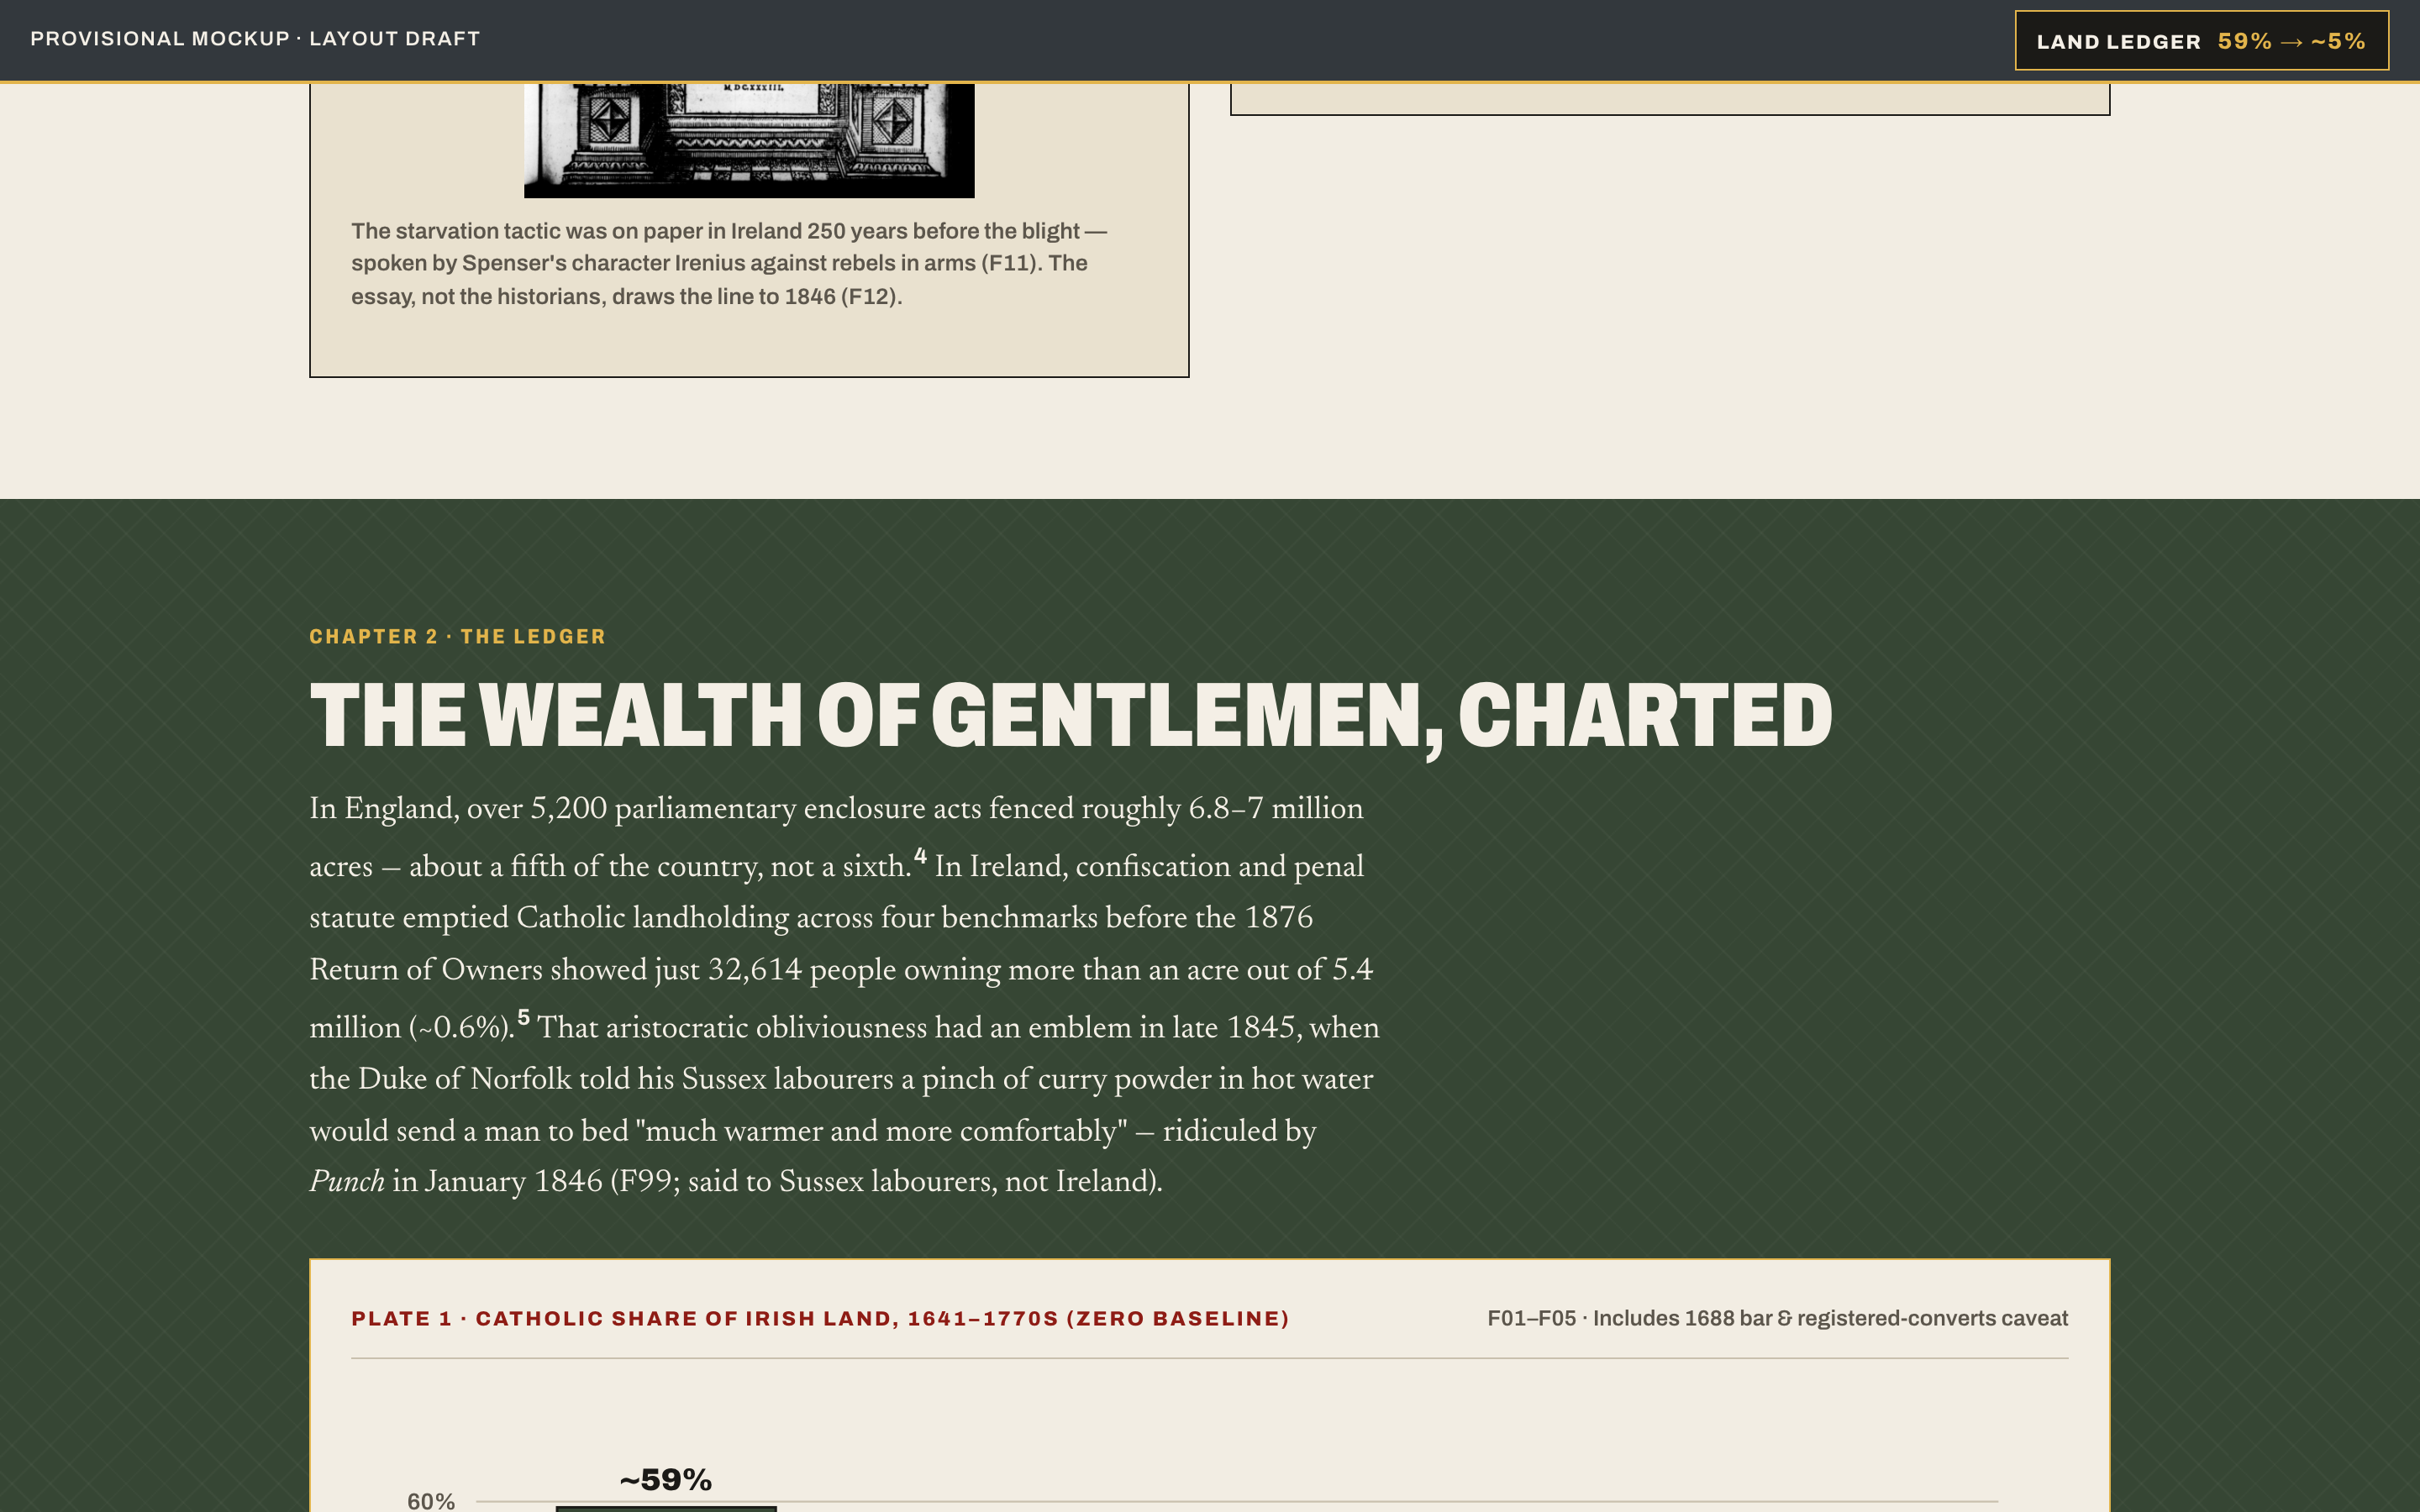 PROVISIONAL MOCKUP · LAYOUT DRAFT
LAND LEDGER 59% → ~5%
M.DCXXXIII.
The starvation tactic was on paper in Ireland 250 years before the blight —
spoken by Spenser's character Irenius against rebels in arms (F11). The
essay, not the historians, draws the line to 1846 (F12).
CHAPTER 2 · THE LEDGER
THE WEALTH OF GENTLEMEN, CHARTED
In England, over 5,200 parliamentary enclosure acts fenced roughly 6.8–7 million
acres — about a fifth of the country, not a sixth.4 In Ireland, confiscation and penal
statute emptied Catholic landholding across four benchmarks before the 1876
Return of Owners showed just 32,614 people owning more than an acre out of 5.4
million (~0.6%).5 That aristocratic obliviousness had an emblem in late 1845, when
the Duke of Norfolk told his Sussex labourers a pinch of curry powder in hot water
would send a man to bed "much warmer and more comfortably" — ridiculed by
Punch in January 1846 (F99; said to Sussex labourers, not Ireland).
PLATE 1 · CATHOLIC SHARE OF IRISH LAND, 1641–1770S (ZERO BASELINE)
F01–F05 · Includes 1688 bar & registered-converts caveat
~59%
60%